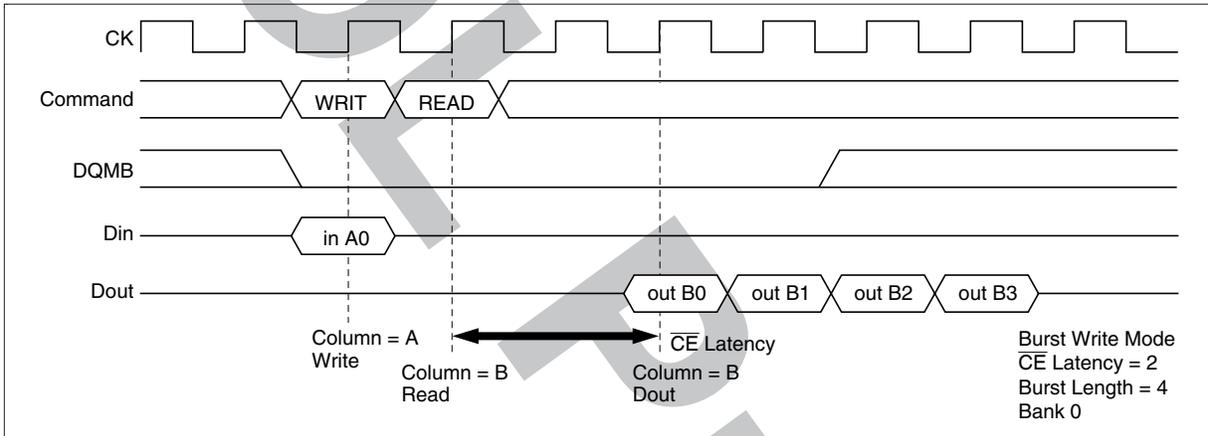 CK
Command
WRIT
READ
DQMB
Din
in A0
Dout
out B0
out B1
out B2
out B3
Column = A
Write
Column = B
Read
CE Latency
Column = B
Dout
Burst Write Mode
CE Latency = 2
Burst Length = 4
Bank 0